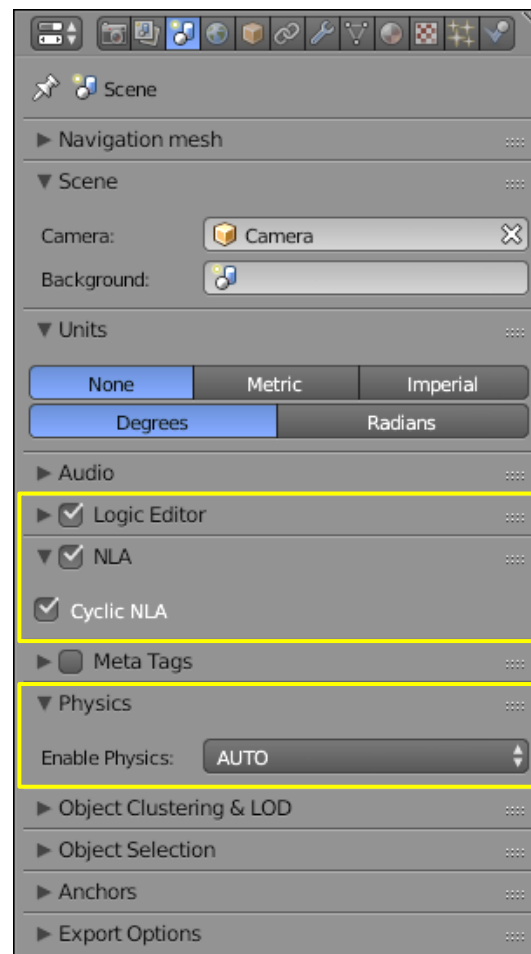 Scene
Navigation mesh
Scene
Camera: Camera
Background:
Units
None Metric Imperial
Degrees Radians
Audio
Logic Editor
NLA
Cyclic NLA
Meta Tags
Physics
Enable Physics: AUTO
Object Clustering & LOD
Object Selection
Anchors
Export Options